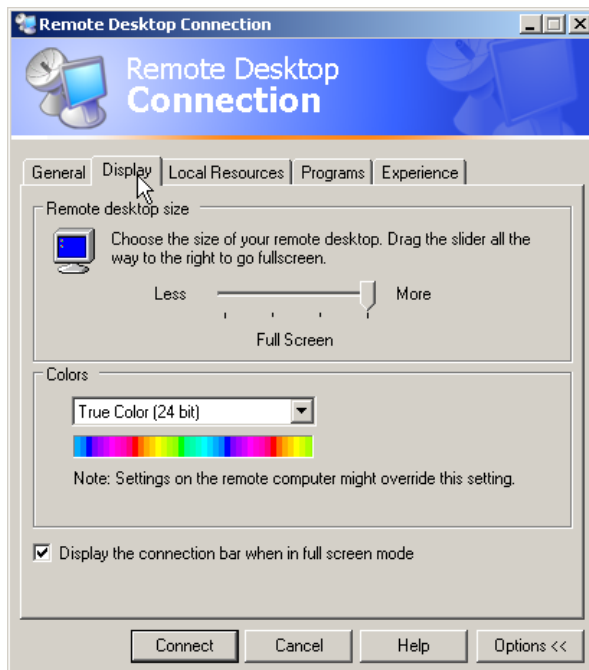 Remote Desktop Connection
Remote Desktop
Connection
General Display Local Resources Programs Experience
Remote desktop size
Choose the size of your remote desktop. Drag the slider all the
way to the right to go fullscreen.
Less More
Full Screen
Colors
True Color (24 bit)
Note: Settings on the remote computer might override this setting.
Display the connection bar when in full screen mode
Connect Cancel Help Options <<